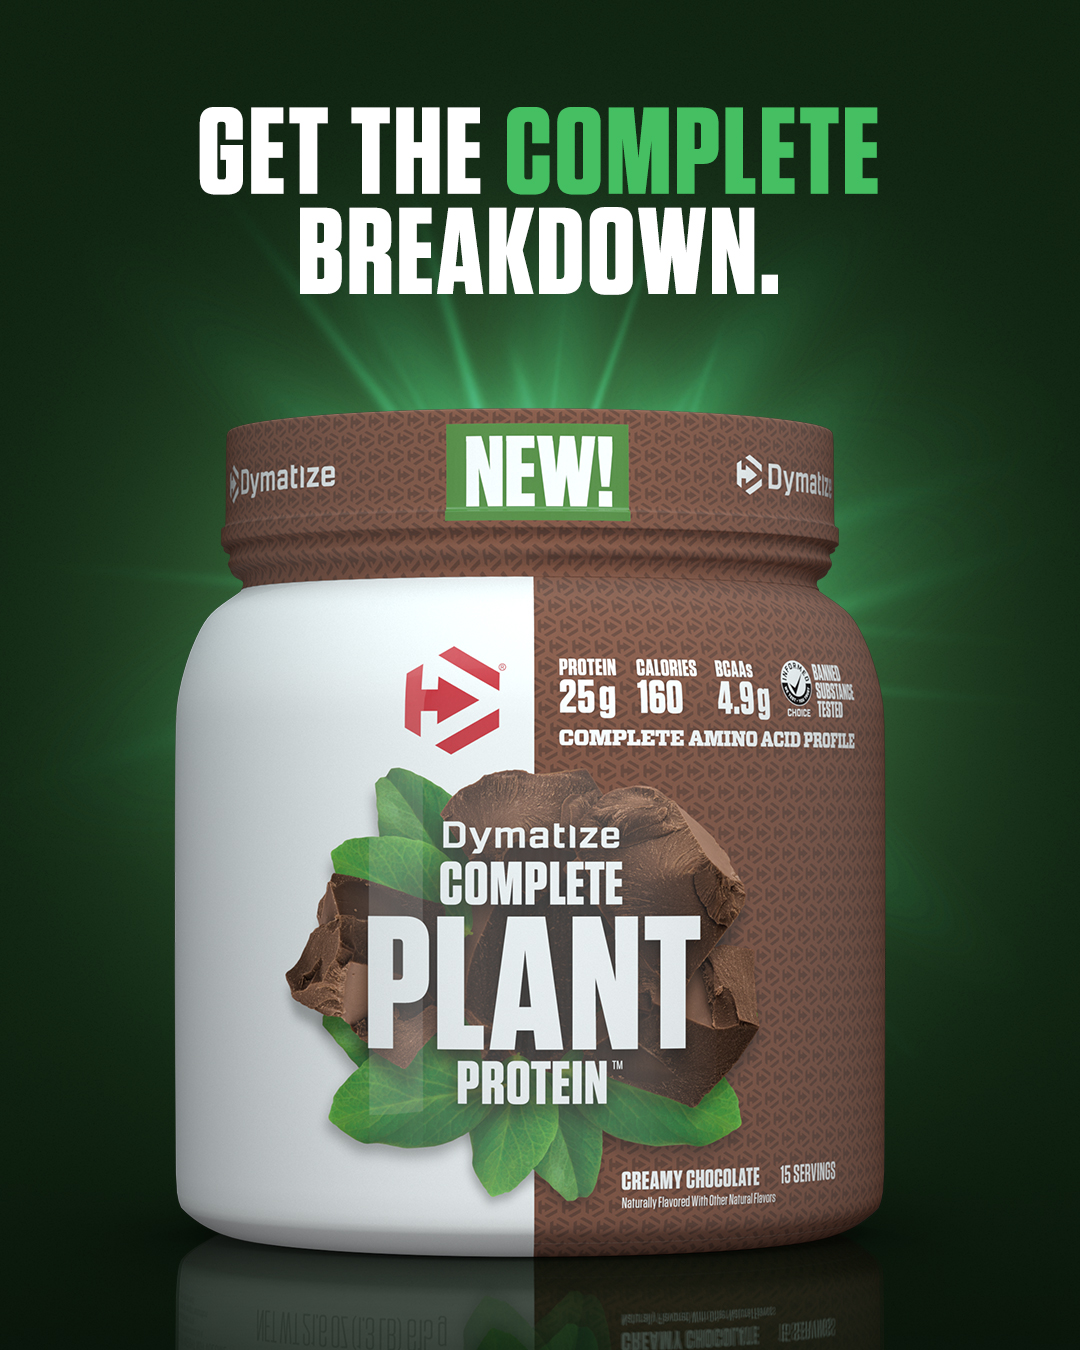 GET THE COMPLETE
BREAKDOWN.
Dymatize
NEW!
Dymatize
PROTEIN CALORIES BCAAs
25g 160 4.9g
CHOICE
BANNED
SUBSTANCE
TESTED
COMPLETE AMINO ACID PROFILE
Dymatize
COMPLETE
PLANT
PROTEIN™
CREAMY CHOCOLATE 15 SERVINGS
Naturally Flavored With Other Natural Flavors